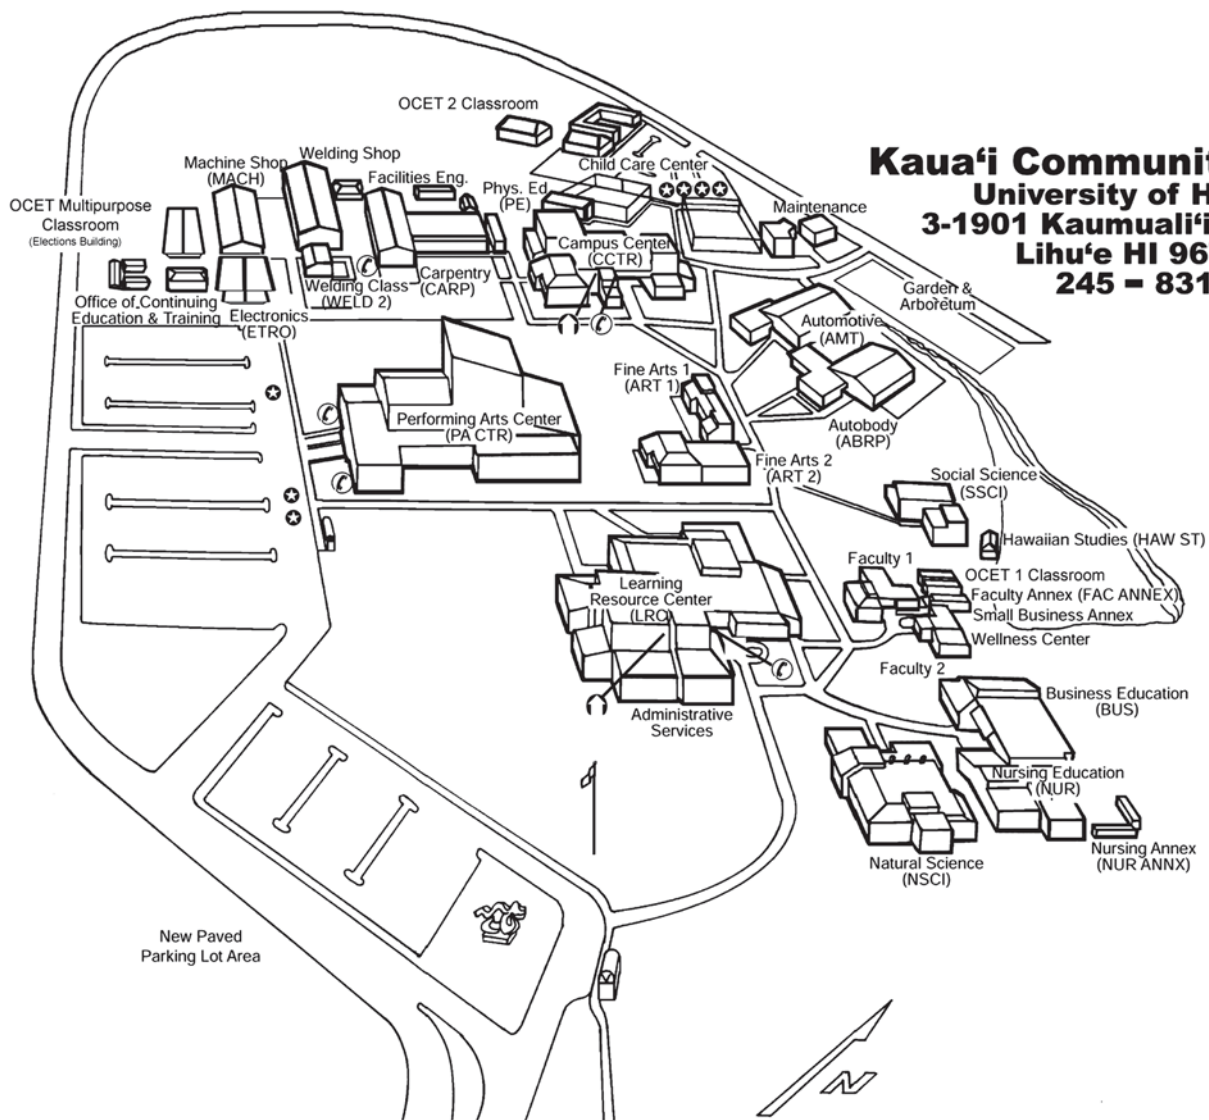 Kaua‘i Communit
University of H
3-1901 Kaumuali‘i
Lihu‘e HI 96
245 – 831
OCET 2 Classroom
Child Care Center
Welding Shop
Machine Shop
(MACH)
Facilities Eng.
Phys. Ed
(PE)
Maintenance
OCET Multipurpose
Classroom
(Elections Building)
Campus Center
(CCTR)
Carpentry
(CARP)
Welding Class
(WELD 2)
Office of Continuing
Education & Training
Electronics
(ETRO)
Garden &
Arboretum
Automotive
(AMT)
Fine Arts 1
(ART 1)
Performing Arts Center
(PA CTR)
Autobody
(ABRP)
Fine Arts 2
(ART 2)
Social Science
(SSCI)
Hawaiian Studies (HAW ST)
Faculty 1
OCET 1 Classroom
Faculty Annex (FAC ANNEX)
Small Business Annex
Wellness Center
Learning
Resource Center
(LRC)
Faculty 2
Business Education
(BUS)
Administrative
Services
Nursing Education
(NUR)
Nursing Annex
(NUR ANNX)
Natural Science
(NSCI)
New Paved
Parking Lot Area
N